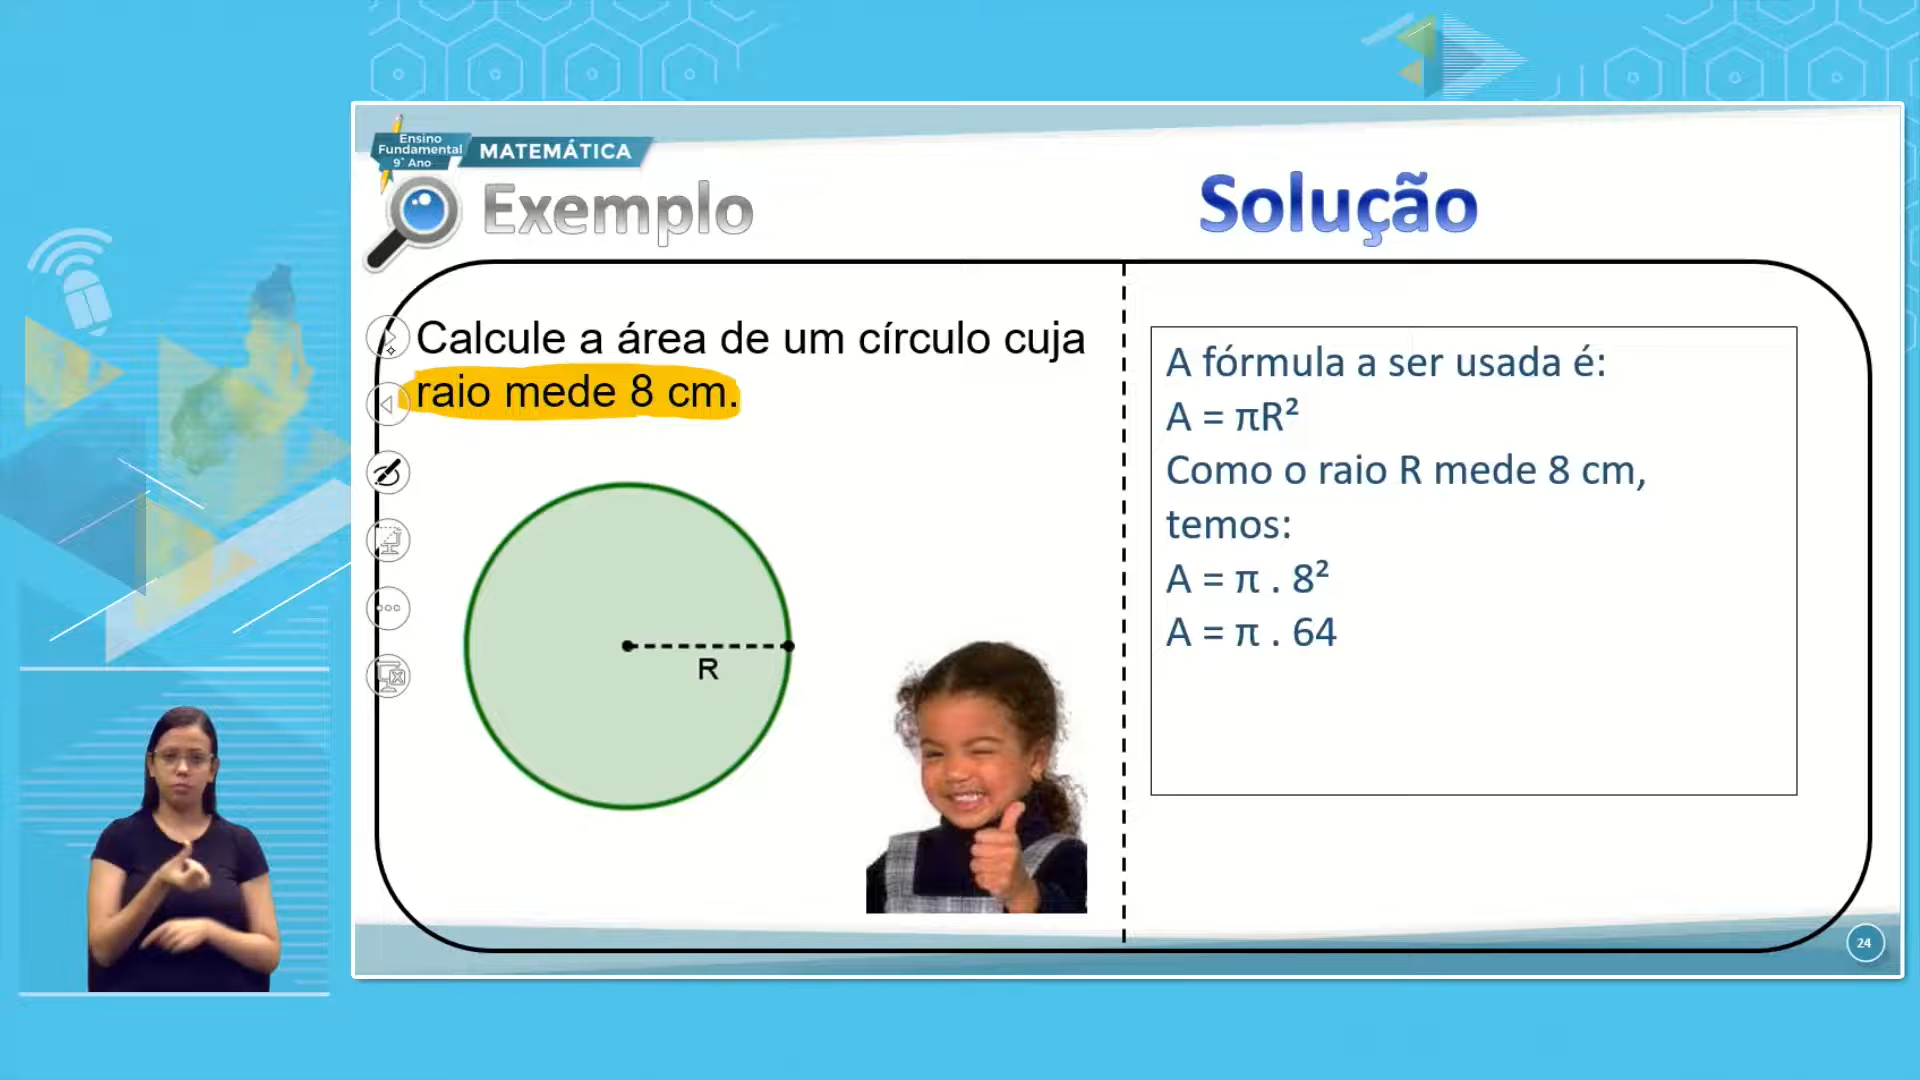 Ensino
Fundamental
9° Ano
MATEMÁTICA
Exemplo
Solução
Calcule a área de um círculo cuja
raio mede 8 cm.
R
A fórmula a ser usada é:
A = πR²
Como o raio R mede 8 cm,
temos:
A = π . 8²
A = π . 64
24